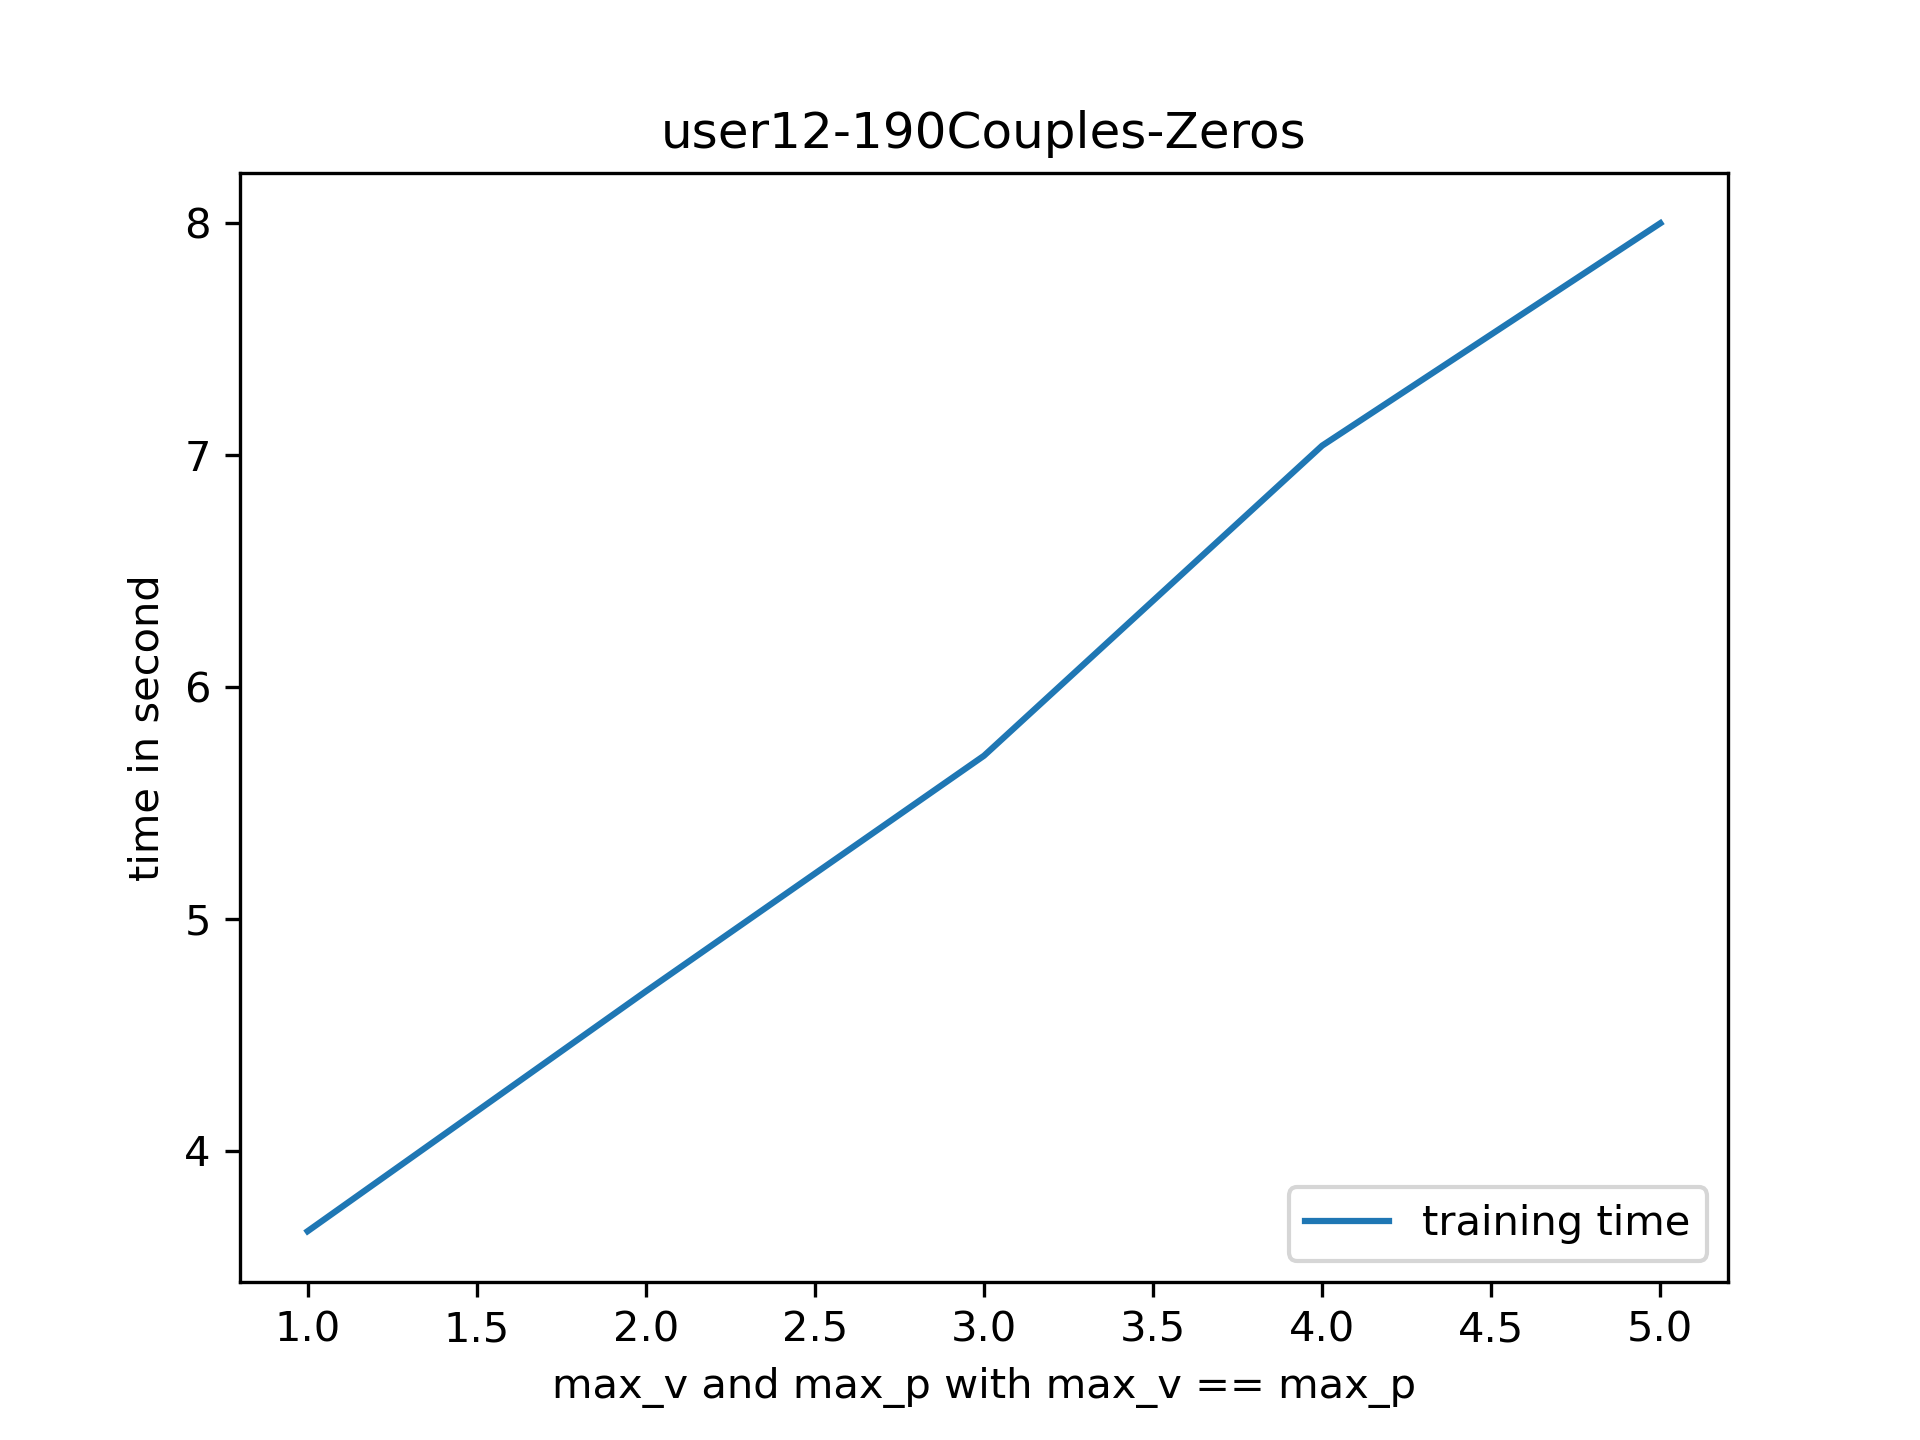 user12-190Couples-Zeros
8
7
6
5
4
time in second
training time
1.0 1.5 2.0 2.5 3.0 3.5 4.0 4.5 5.0
max_v and max_p with max_v == max_p